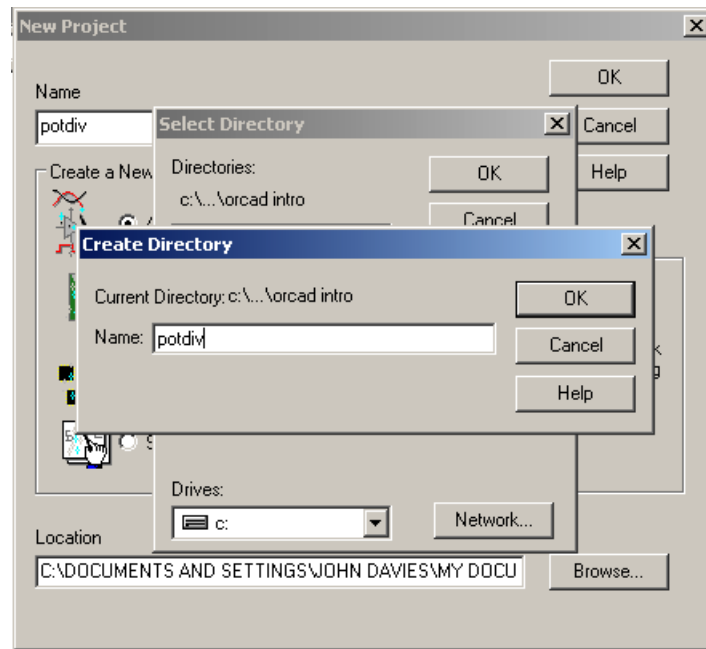 New Project
Name
potdiv
OK
Cancel
Help
Create a New
Select Directory
Directories:
c:\...\orcad intro
OK
Cancel
Create Directory
Current Directory: c:\...\orcad intro
Name: potdiv
OK
Cancel
Help
Drives:
c:
Network...
Location
C:\DOCUMENTS AND SETTINGS\JOHN DAVIES\MY DOCU
Browse...